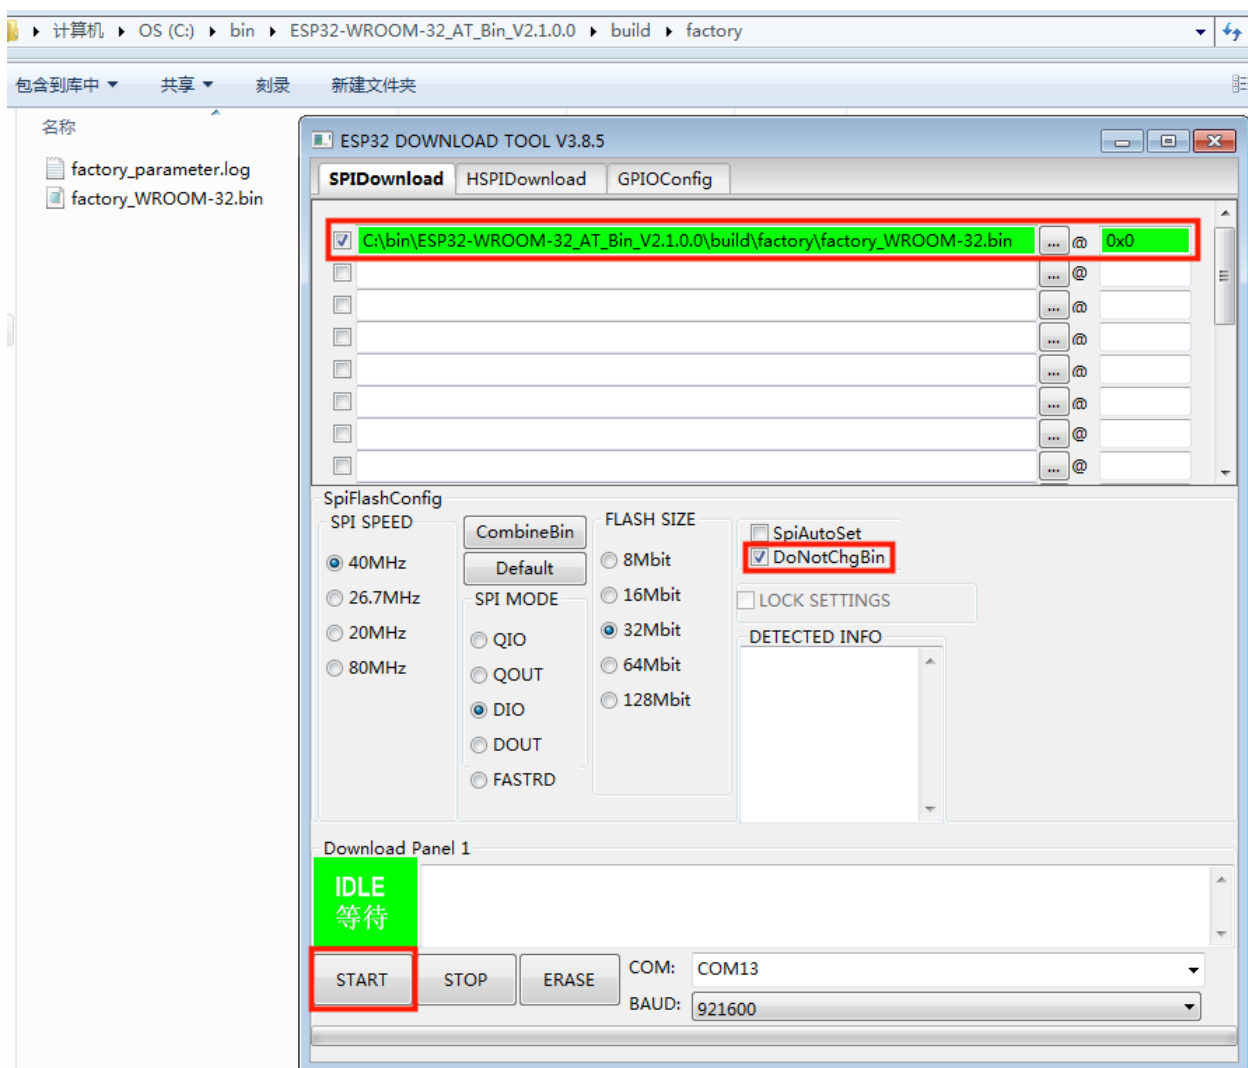 计算机 OS (C:) bin ESP32-WROOM-32_AT_Bin_V2.1.0.0 build factory
包含到库中 共享 刻录 新建文件夹
名称
factory_parameter.log
factory_WROOM-32.bin
ESP32 DOWNLOAD TOOL V3.8.5
SPIDownload HSPIDownload GPIOConfig
C:\bin\ESP32-WROOM-32_AT_Bin_V2.1.0.0\build\factory\factory_WROOM-32.bin ... @ 0x0
... @
... @
... @
... @
... @
... @
... @
SpiFlashConfig
SPI SPEED
40MHz
26.7MHz
20MHz
80MHz
CombineBin
Default
SPI MODE
QIO
QOUT
DIO
DOUT
FASTRD
FLASH SIZE
8Mbit
16Mbit
32Mbit
64Mbit
128Mbit
SpiAutoSet
DoNotChgBin
LOCK SETTINGS
DETECTED INFO
Download Panel 1
IDLE
等待
START STOP ERASE
COM: COM13
BAUD: 921600